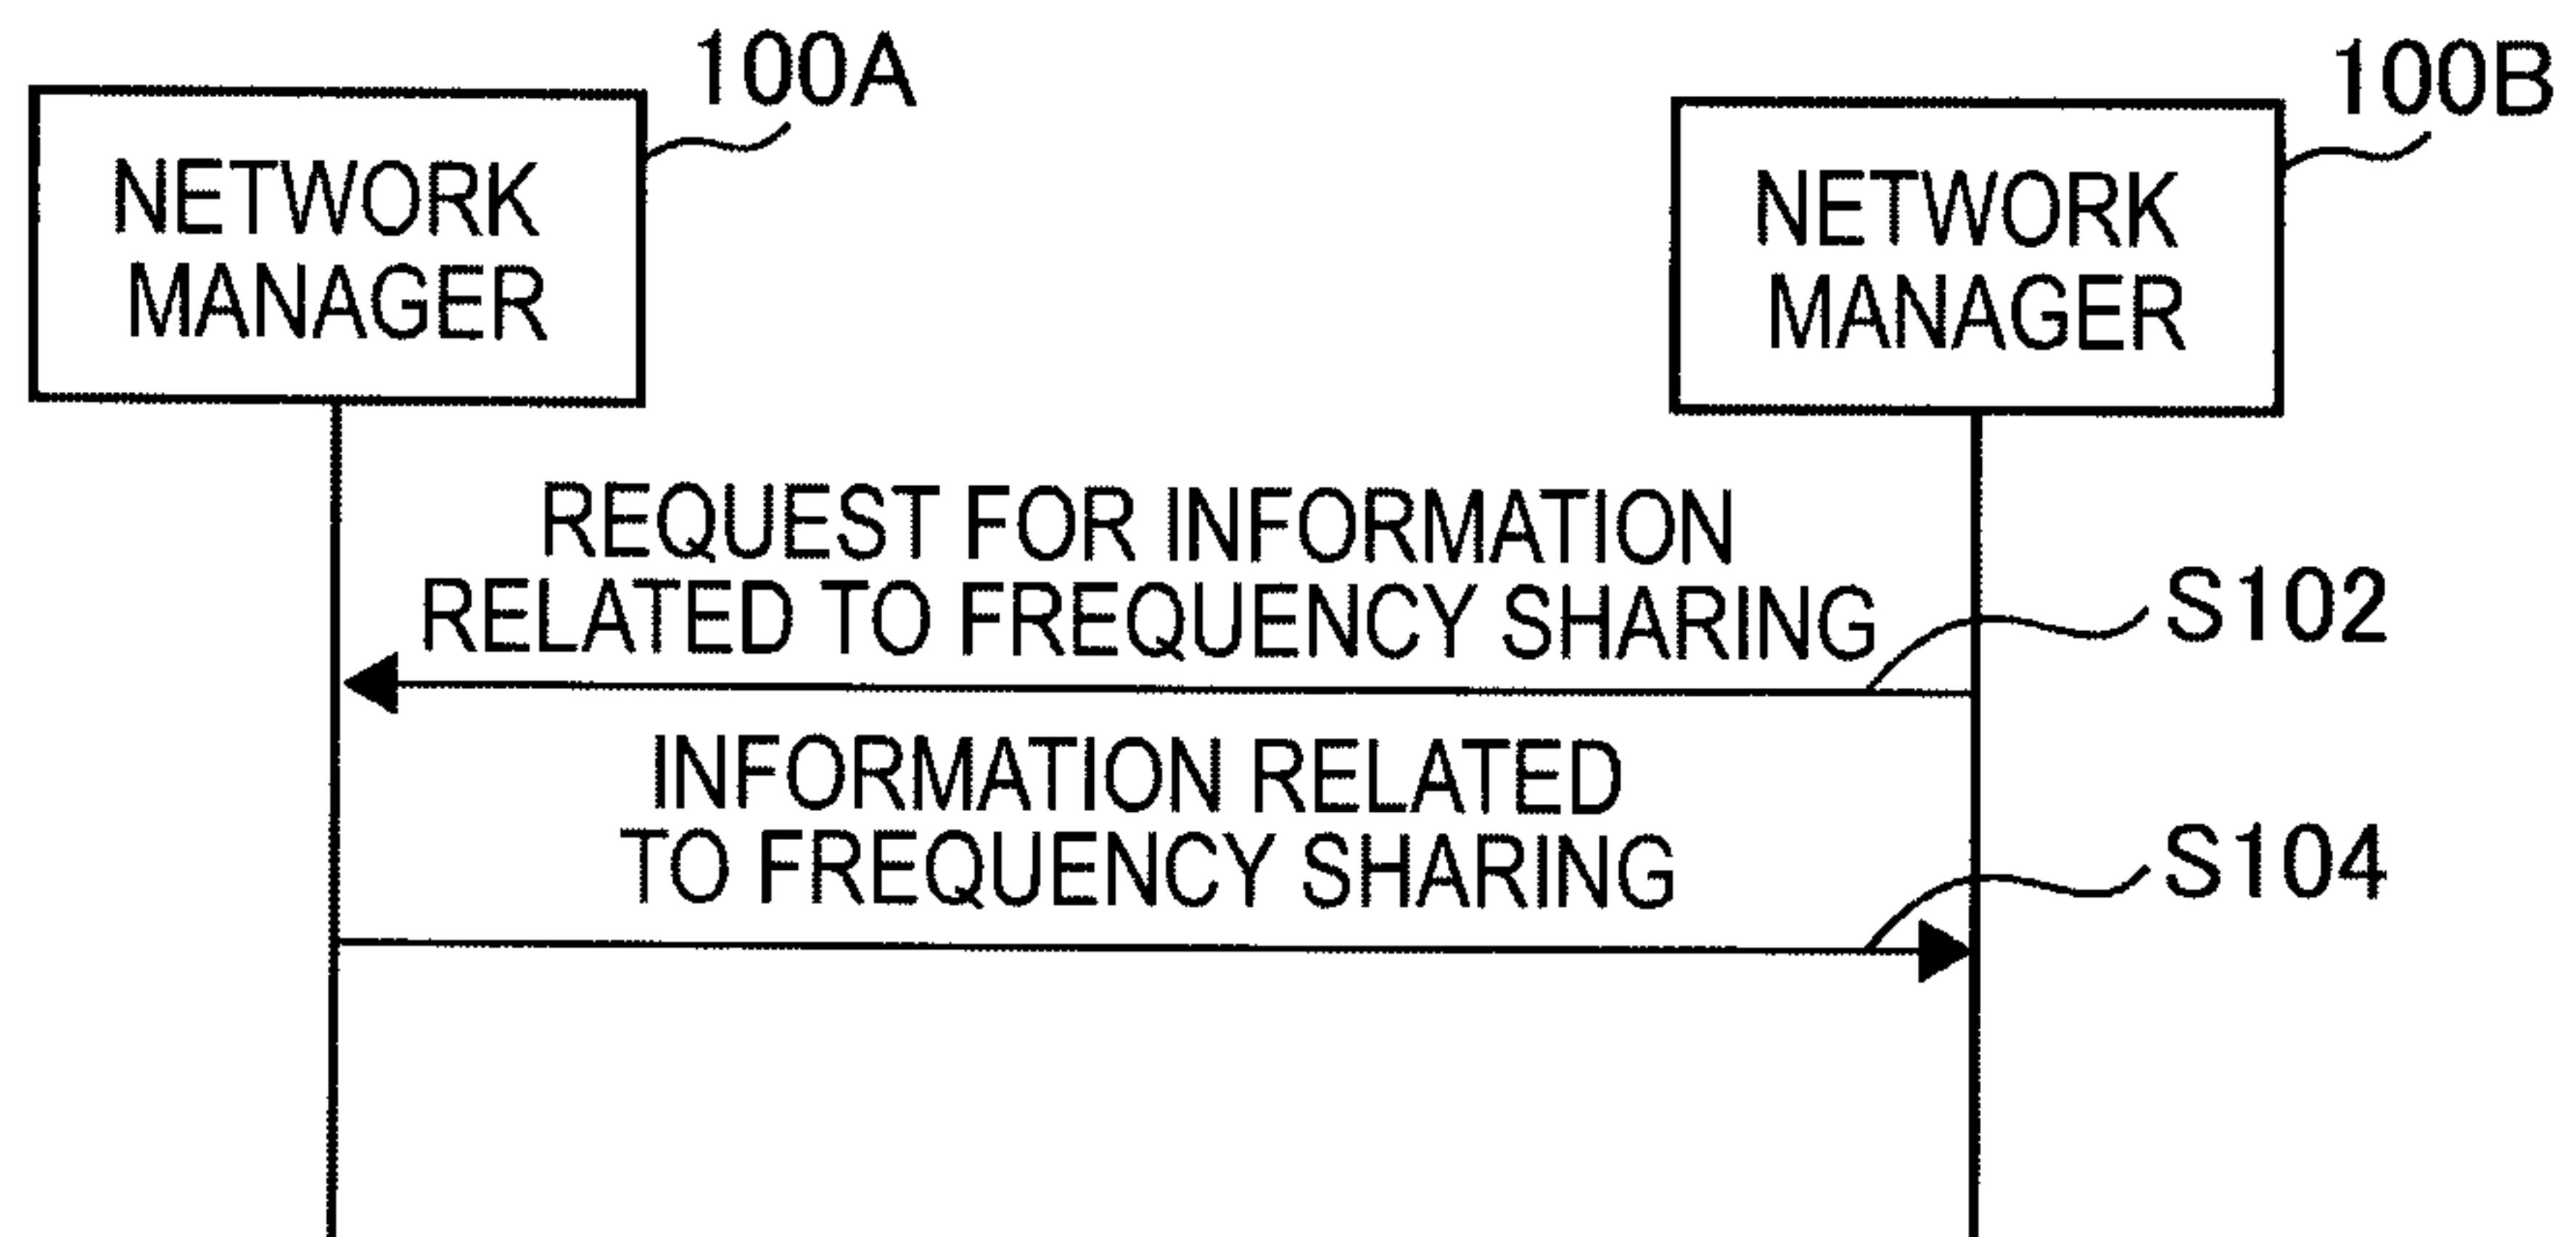 100A
100B
NETWORK
MANAGER
NETWORK
MANAGER
REQUEST FOR INFORMATION
RELATED TO FREQUENCY SHARING
S102
INFORMATION RELATED
TO FREQUENCY SHARING
S104